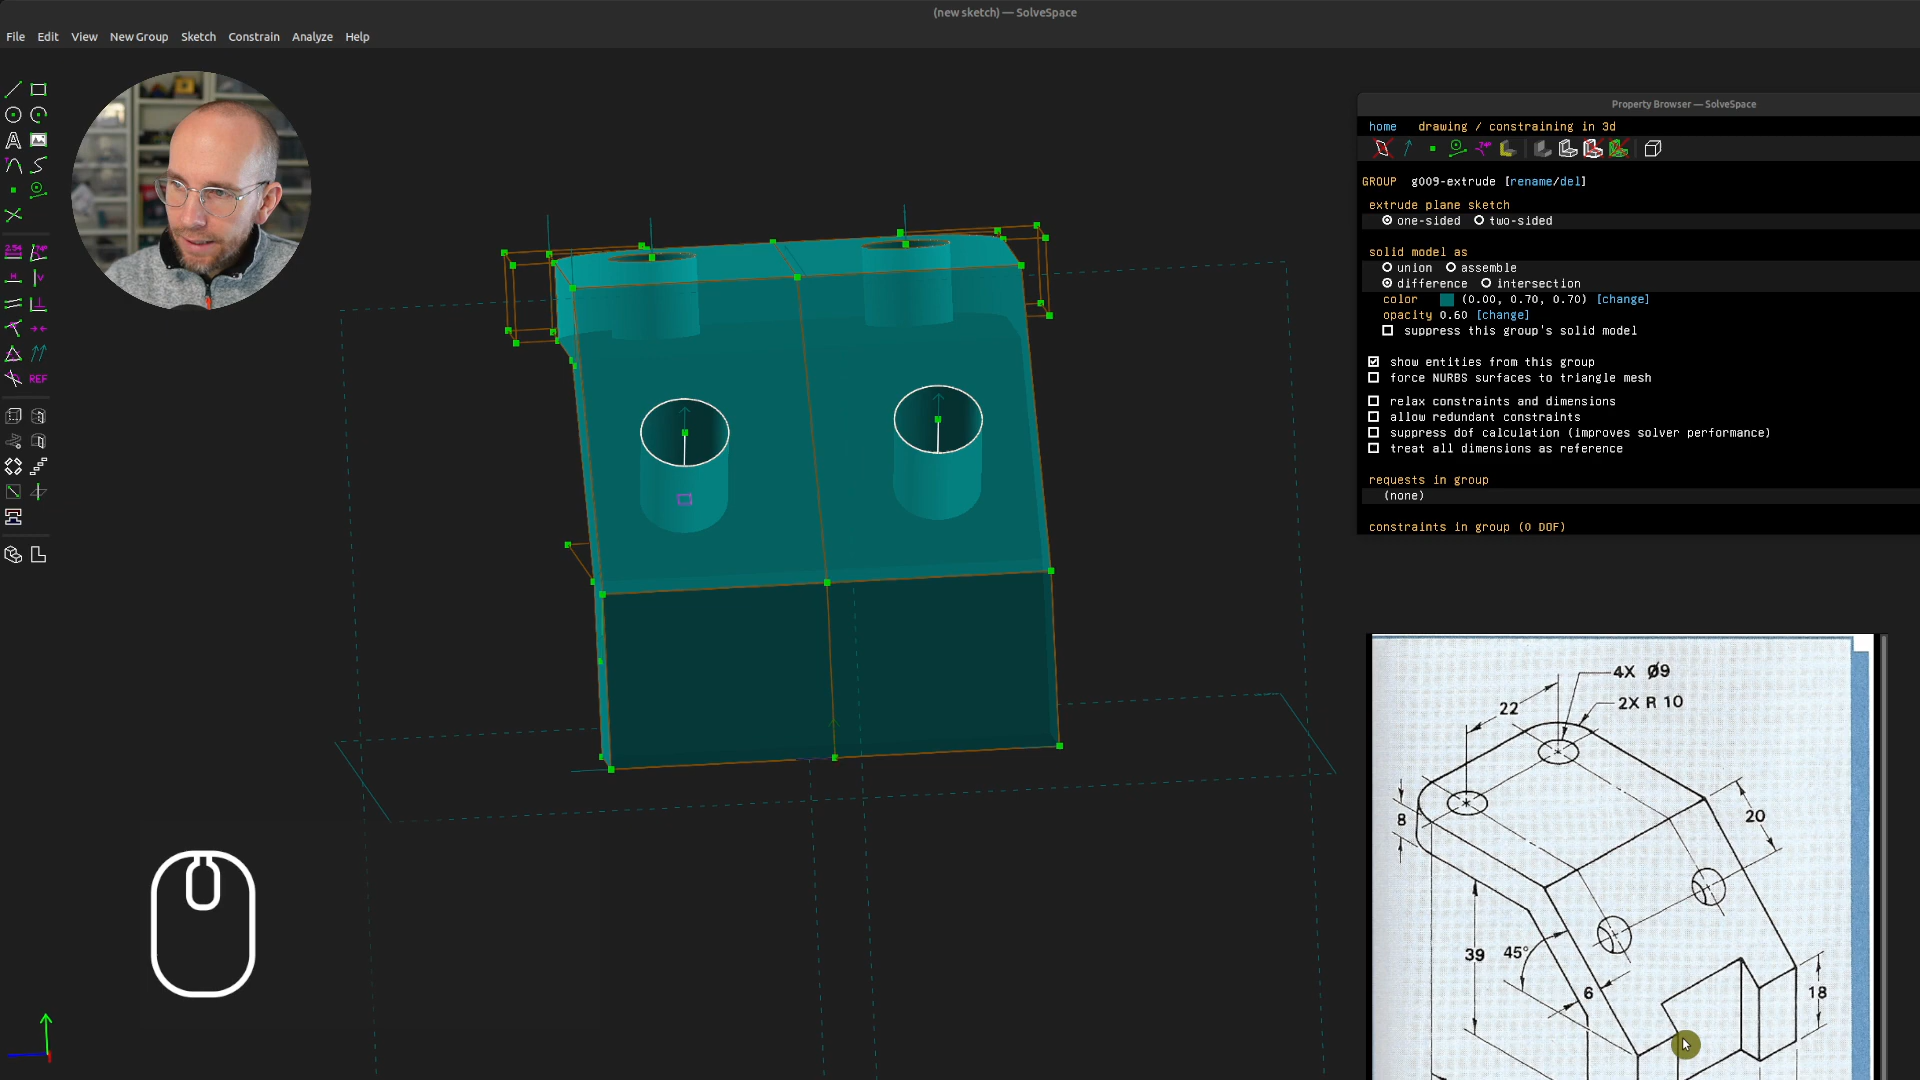 (new sketch) — SolveSpace
File Edit View New Group Sketch Constrain Analyze Help
Property Browser — SolveSpace
home drawing / constraining in 3d
GROUP g009-extrude [rename/del]
extrude plane sketch
one-sided two-sided
solid model as
union assemble
difference intersection
color (0.00, 0.70, 0.70) [change]
opacity 0.60 [change]
suppress this group's solid model
show entities from this group
force NURBS surfaces to triangle mesh
relax constraints and dimensions
allow redundant constraints
suppress dof calculation (improves solver performance)
treat all dimensions as reference
requests in group
(none)
constraints in group (0 DOF)
A
2.54
H
V
REF
4X Ø9
22
2X R 10
8
20
39
45°
6
18